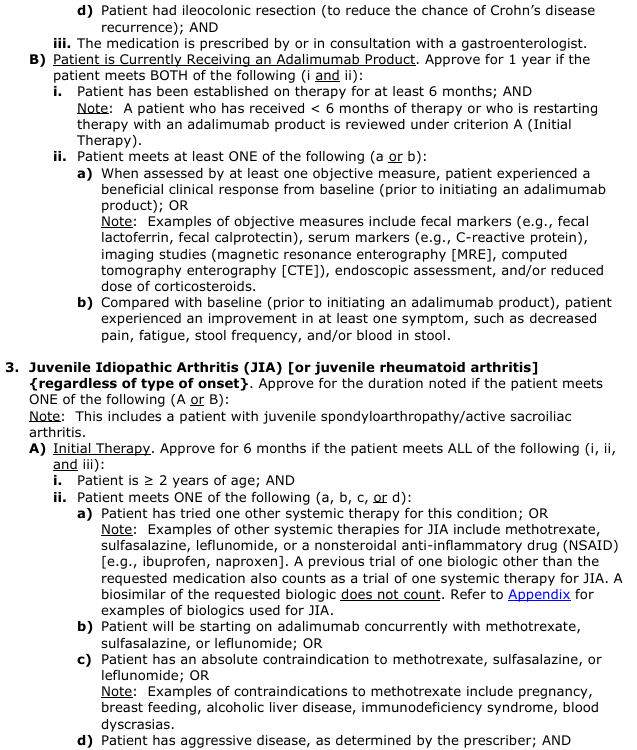 d) Patient had ileocolonic resection (to reduce the chance of Crohn’s disease
recurrence); AND
iii. The medication is prescribed by or in consultation with a gastroenterologist.
B) Patient is Currently Receiving an Adalimumab Product. Approve for 1 year if the
patient meets BOTH of the following (i and ii):
i. Patient has been established on therapy for at least 6 months; AND
Note: A patient who has received < 6 months of therapy or who is restarting
therapy with an adalimumab product is reviewed under criterion A (Initial
Therapy).
ii. Patient meets at least ONE of the following (a or b):
a) When assessed by at least one objective measure, patient experienced a
beneficial clinical response from baseline (prior to initiating an adalimumab
product); OR
Note: Examples of objective measures include fecal markers (e.g., fecal
lactoferrin, fecal calprotectin), serum markers (e.g., C-reactive protein),
imaging studies (magnetic resonance enterography [MRE], computed
tomography enterography [CTE]), endoscopic assessment, and/or reduced
dose of corticosteroids.
b) Compared with baseline (prior to initiating an adalimumab product), patient
experienced an improvement in at least one symptom, such as decreased
pain, fatigue, stool frequency, and/or blood in stool.
3. Juvenile Idiopathic Arthritis (JIA) [or juvenile rheumatoid arthritis]
{regardless of type of onset}. Approve for the duration noted if the patient meets
ONE of the following (A or B):
Note: This includes a patient with juvenile spondyloarthropathy/active sacroiliac
arthritis.
A) Initial Therapy. Approve for 6 months if the patient meets ALL of the following (i, ii,
and iii):
i. Patient is ≥ 2 years of age; AND
ii. Patient meets ONE of the following (a, b, c, or d):
a) Patient has tried one other systemic therapy for this condition; OR
Note: Examples of other systemic therapies for JIA include methotrexate,
sulfasalazine, leflunomide, or a nonsteroidal anti-inflammatory drug (NSAID)
[e.g., ibuprofen, naproxen]. A previous trial of one biologic other than the
requested medication also counts as a trial of one systemic therapy for JIA. A
biosimilar of the requested biologic does not count. Refer to Appendix for
examples of biologics used for JIA.
b) Patient will be starting on adalimumab concurrently with methotrexate,
sulfasalazine, or leflunomide; OR
c) Patient has an absolute contraindication to methotrexate, sulfasalazine, or
leflunomide; OR
Note: Examples of contraindications to methotrexate include pregnancy,
breast feeding, alcoholic liver disease, immunodeficiency syndrome, blood
dyscrasias.
d) Patient has aggressive disease, as determined by the prescriber; AND